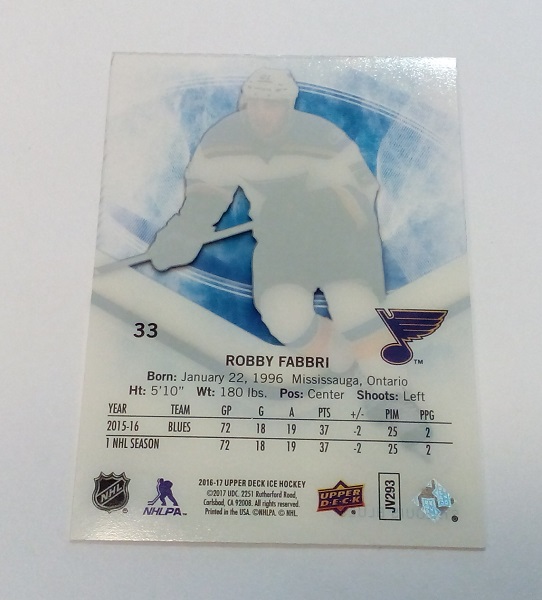 33
ROBBY FABBRI
Born: January 22, 1996 Mississauga, Ontario
Ht: 5'10" Wt: 180 lbs. Pos: Center Shoots: Left
YEAR TEAM GP G A PTS +/- PIM PPG
2015-16 BLUES 72 18 19 37 -2 25 2
1 NHL SEASON 72 18 19 37 -2 25 2
2016-17 UPPER DECK ICE HOCKEY
©2017 UDC. 2251 Rutherford Road,
Carlsbad, CA 92008. All rights reserved.
Printed in the USA. ©NHLPA. © NHL.
NHL
NHLPA™
UPPER DECK
JV293
®
TM